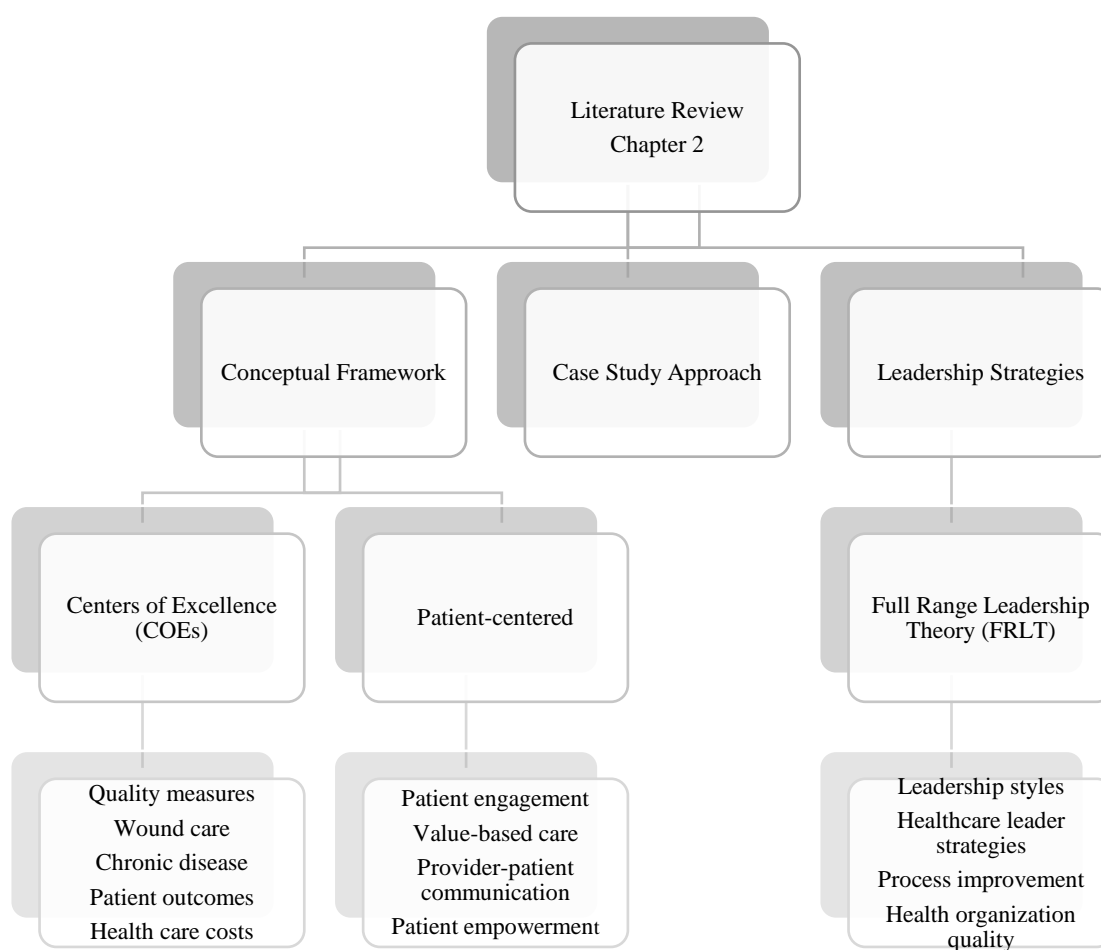 Literature Review
Chapter 2
Conceptual Framework
Case Study Approach
Leadership Strategies
Centers of Excellence
(COEs)
Patient-centered
Full Range Leadership
Theory (FRLT)
Quality measures
Wound care
Chronic disease
Patient outcomes
Health care costs
Patient engagement
Value-based care
Provider-patient
communication
Patient empowerment
Leadership styles
Healthcare leader
strategies
Process improvement
Health organization
quality